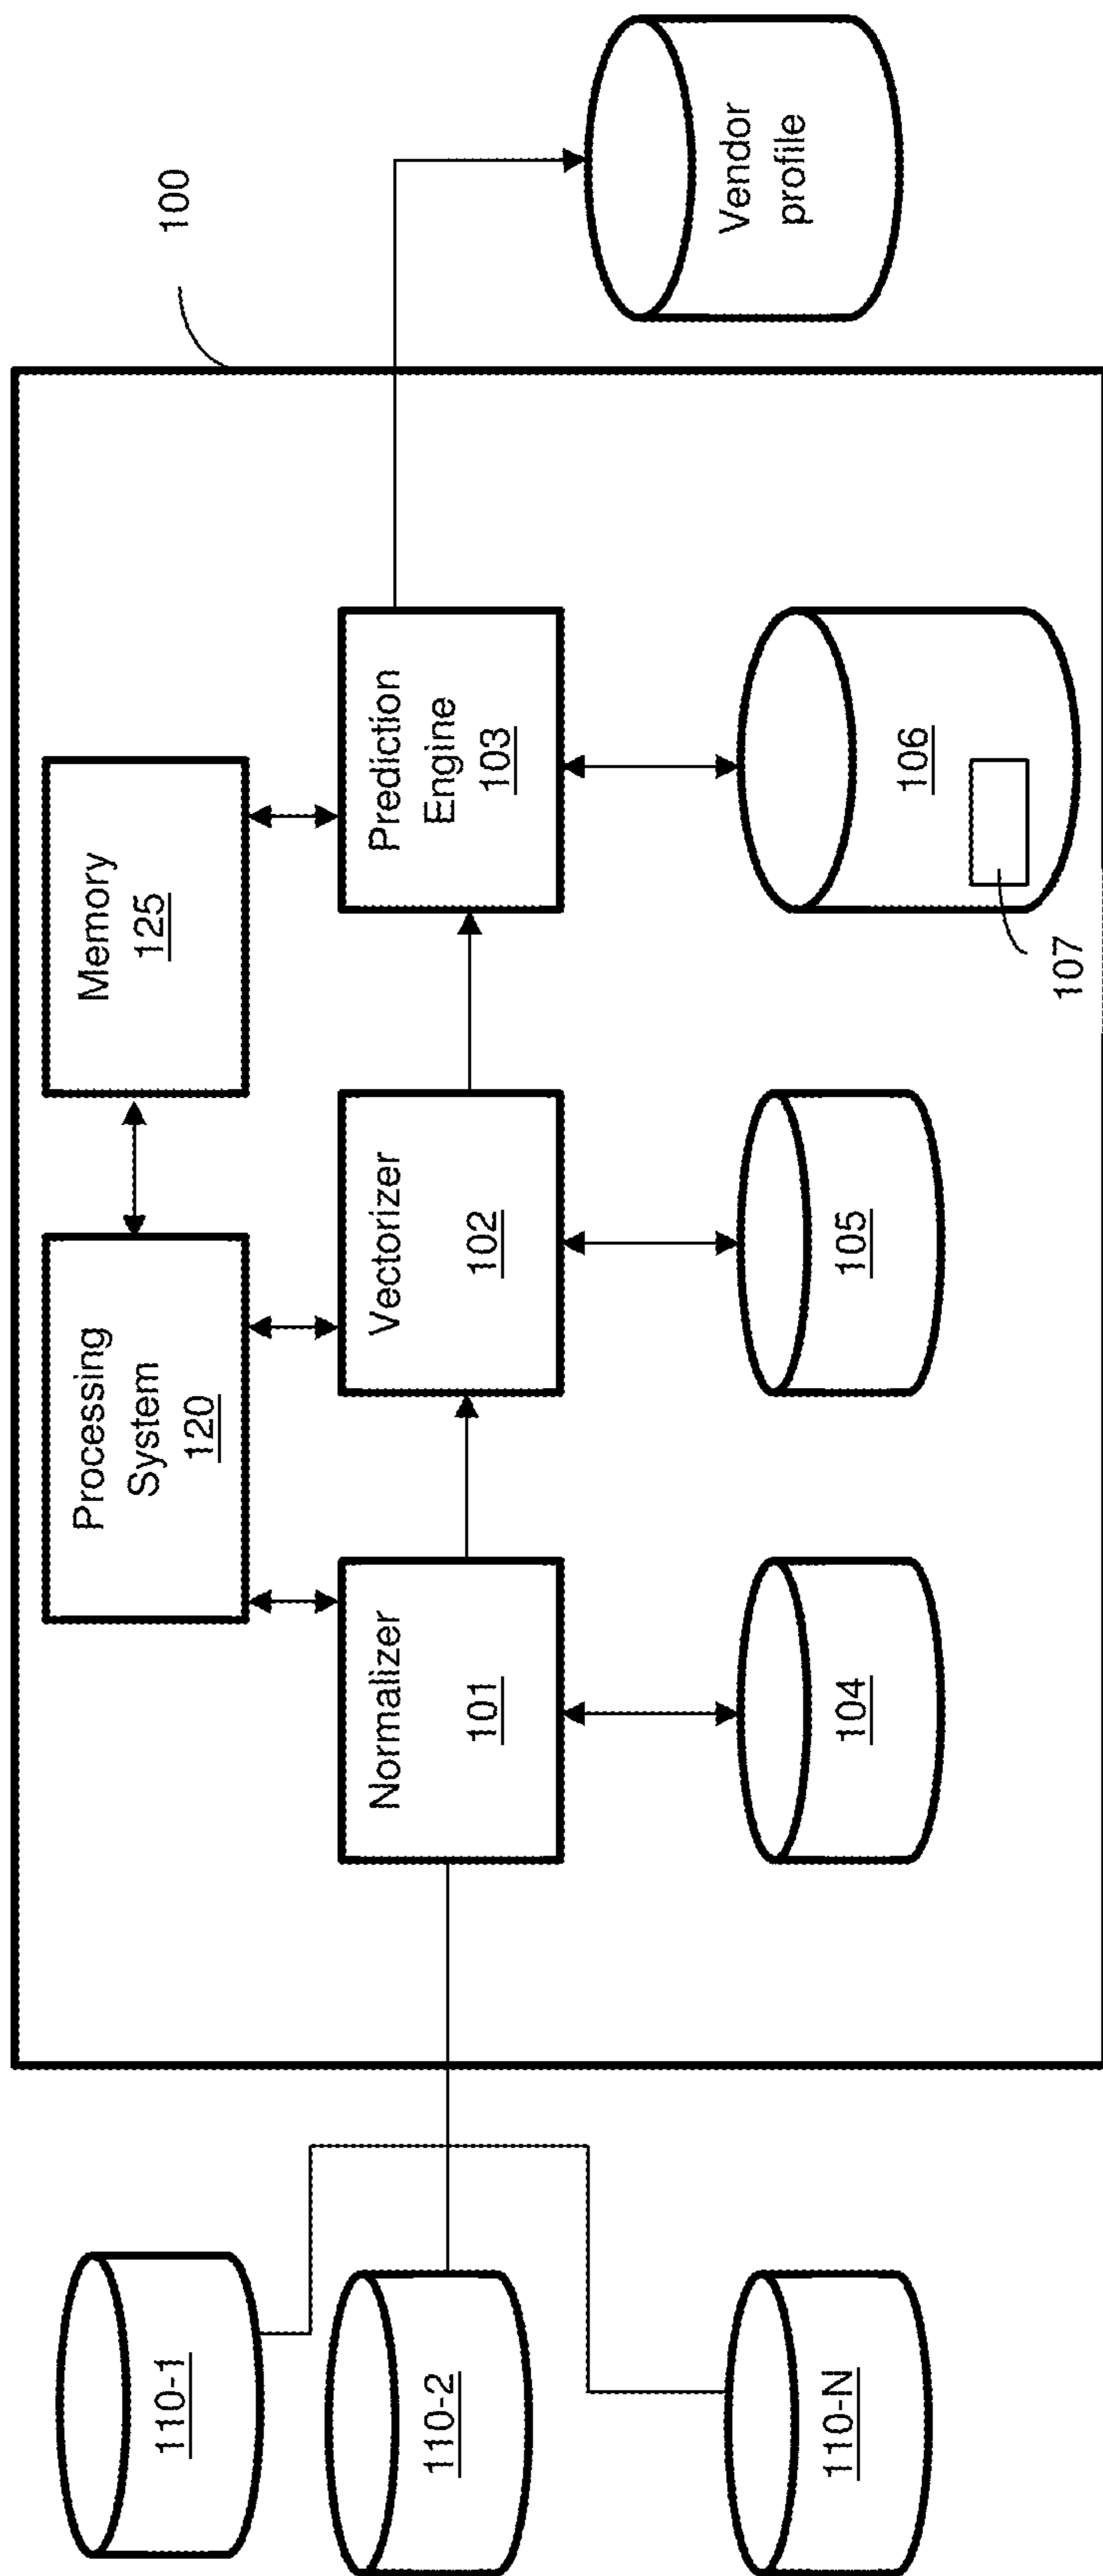 100
Processing
System
120
Memory
125
110-1
110-2
110-N
Normalizer
101
Vectorizer
102
Prediction
Engine
103
Vendor
profile
104
105
106
107